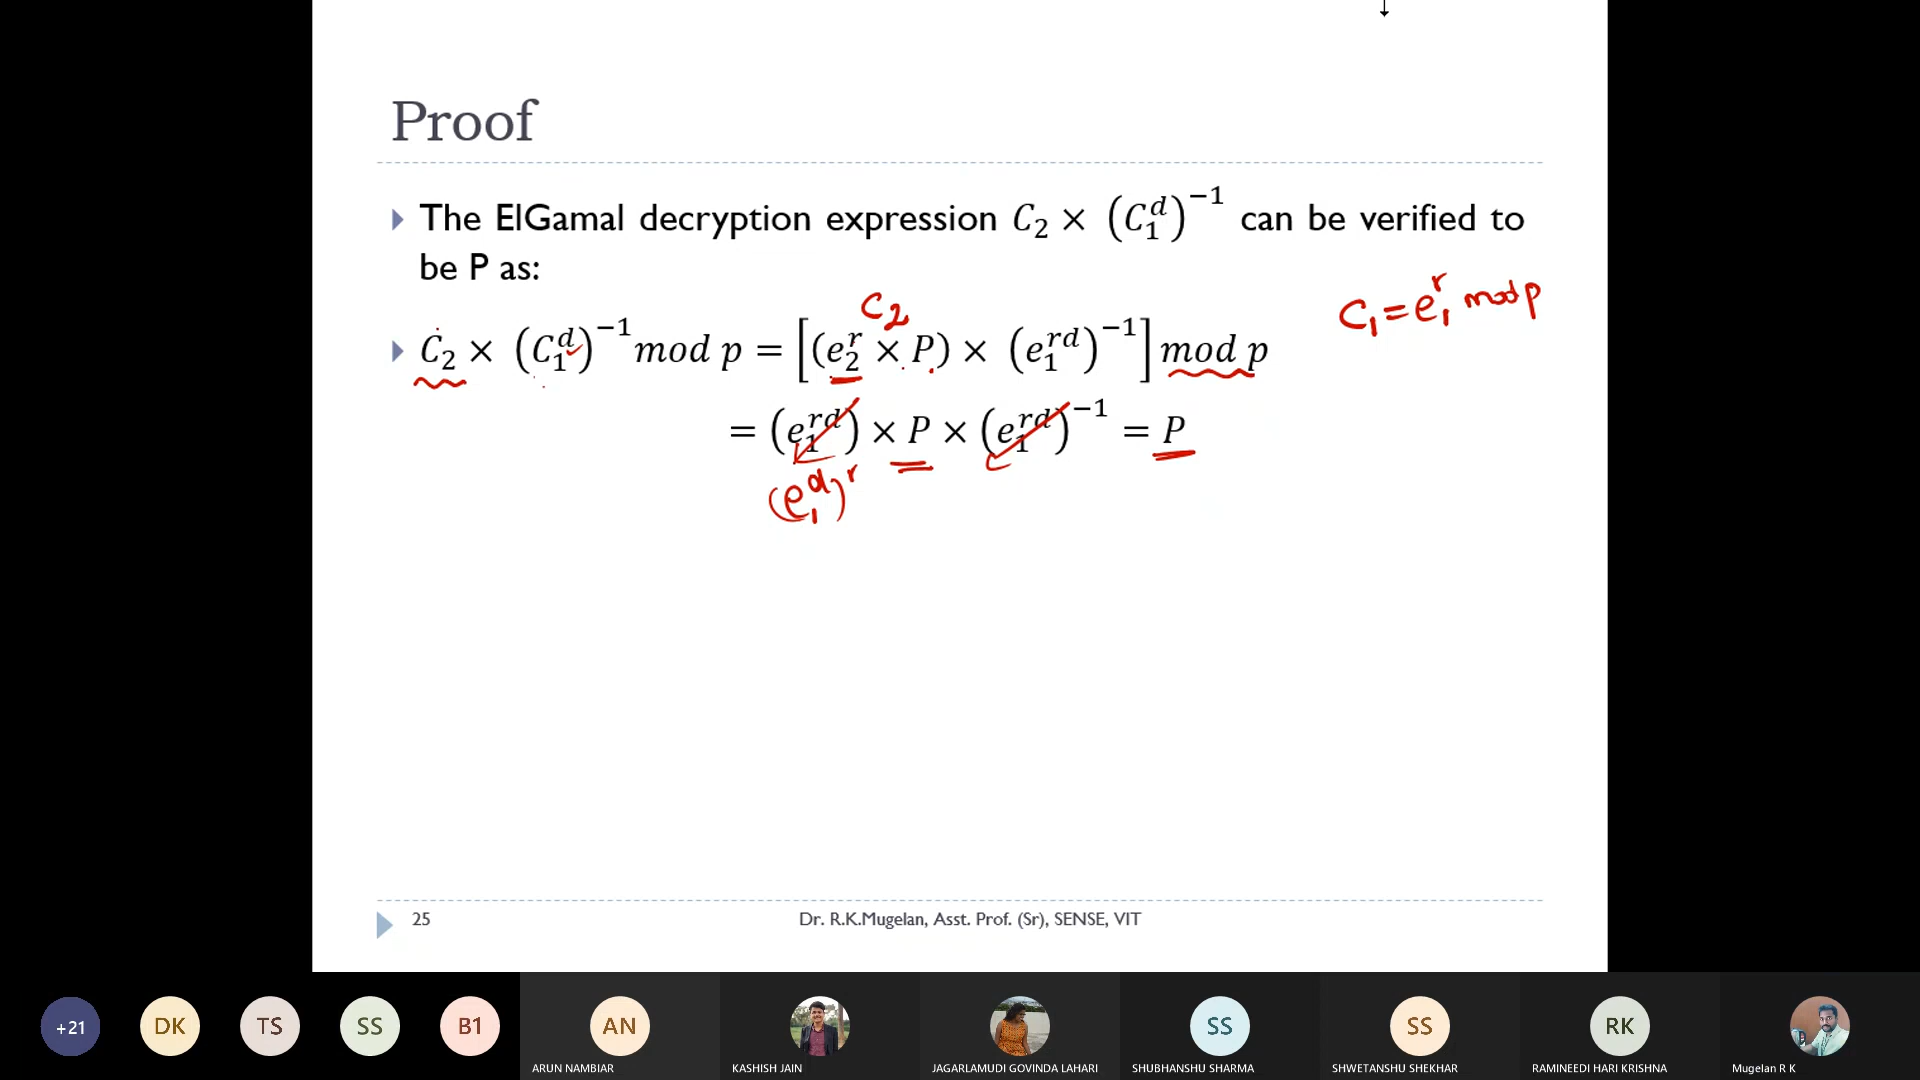 Proof
The ElGamal decryption expression C₂ × (C₁ᵈ)⁻¹ can be verified to
be P as:
C₁ = e₁ʳ mod p
C₂
C₂ × (C₁ᵈ)⁻¹ mod p = [(e₂ʳ × P) × (e₁ʳᵈ)⁻¹] mod p
= (e₁ʳᵈ) × P × (e₁ʳᵈ)⁻¹ = P
(e₁ᵈ)ʳ
25
Dr. R.K.Mugelan, Asst. Prof. (Sr), SENSE, VIT
+21 DK TS SS B1 AN SS SS RK
ARUN NAMBIAR KASHISH JAIN JAGARLAMUDI GOVINDA LAHARI SHUBHANSHU SHARMA SHWETANSHU SHEKHAR RAMINEEDI HARI KRISHNA Mugelan R K